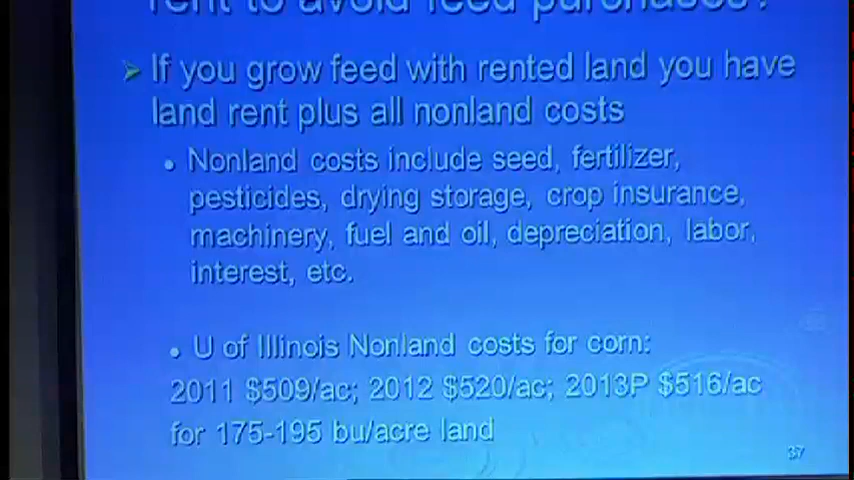 rent to avoid feed purchases?
If you grow feed with rented land you have
land rent plus all nonland costs
• Nonland costs include seed, fertilizer,
pesticides, drying storage, crop insurance,
machinery, fuel and oil, depreciation, labor,
interest, etc.
• U of Illinois Nonland costs for corn:
2011 $509/ac; 2012 $520/ac; 2013P $516/ac
for 175-195 bu/acre land
37